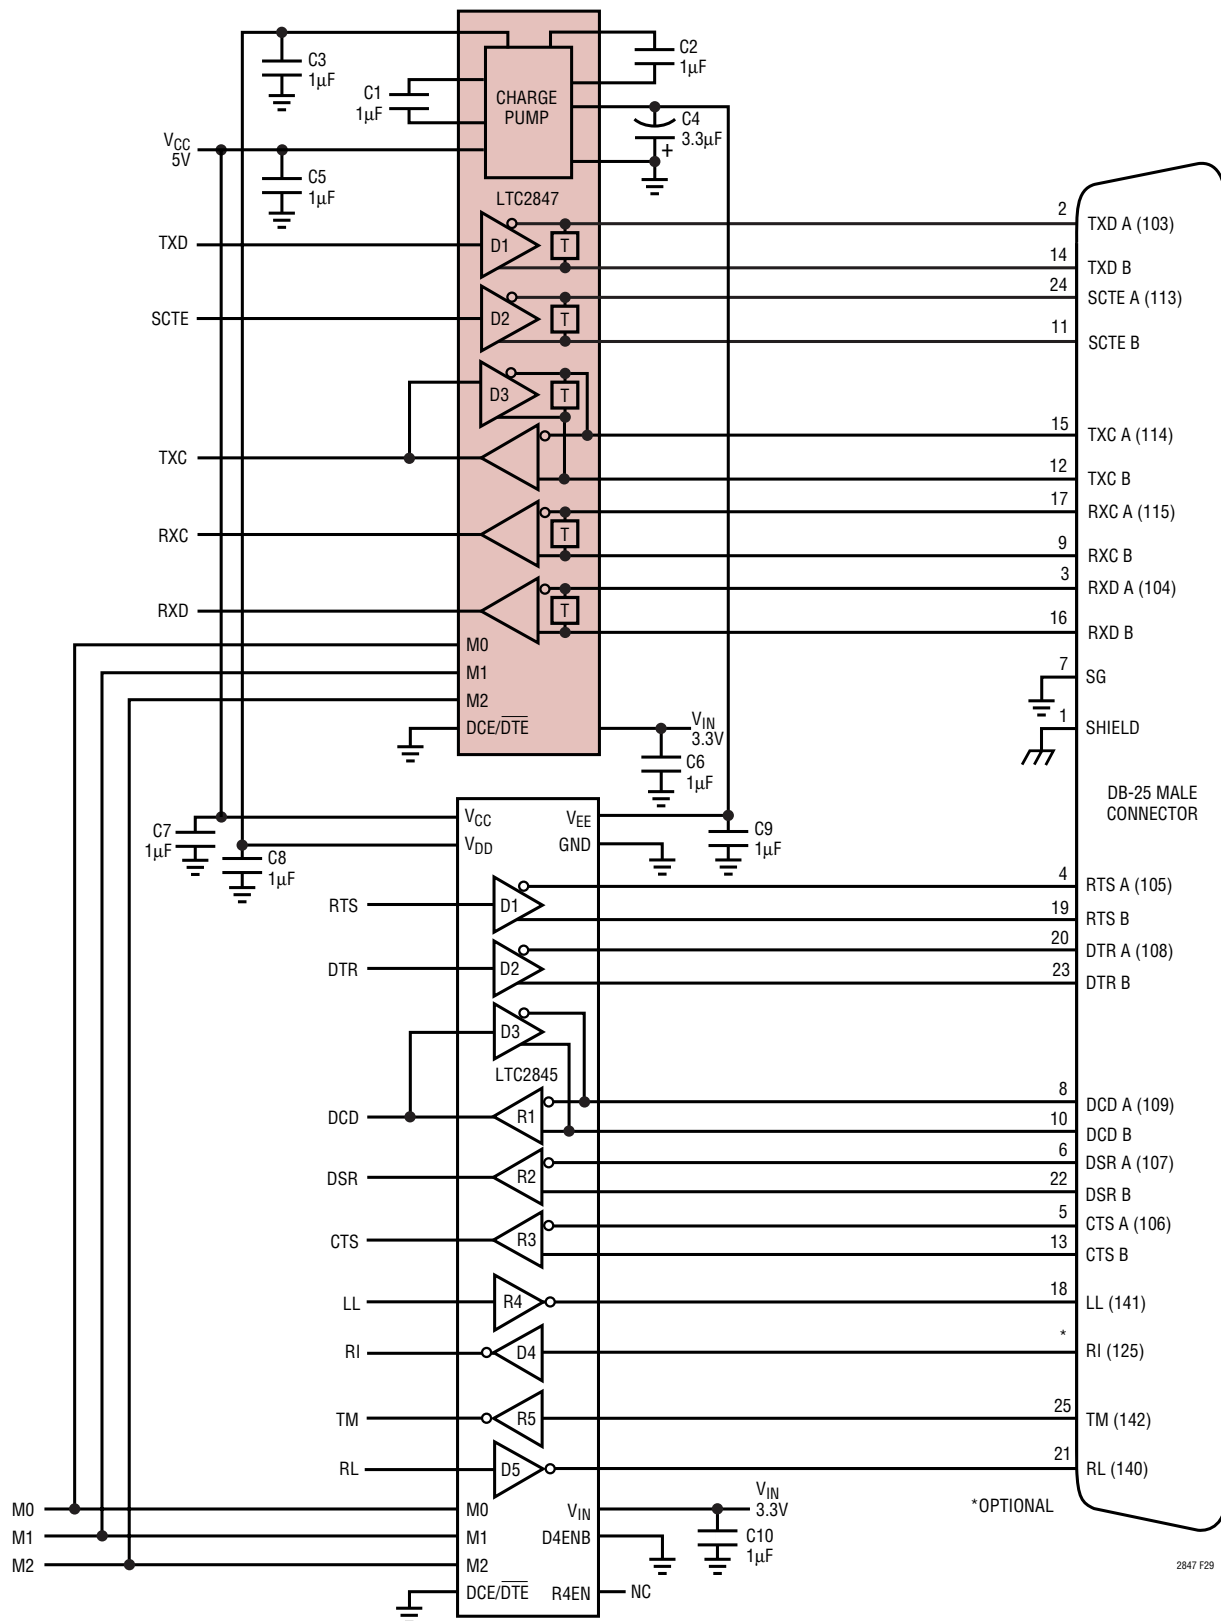 C3
1µF
C2
1µF
C1
1µF
CHARGE
PUMP
C4
3.3µF
+
VCC
5V
C5
1µF
LTC2847
TXD
D1
T
2
TXD A (103)
14
TXD B
SCTE
D2
T
24
SCTE A (113)
11
SCTE B
D3
T
TXC
15
TXC A (114)
12
TXC B
RXC
T
17
RXC A (115)
9
RXC B
RXD
T
3
RXD A (104)
16
RXD B
M0
M1
M2
DCE/DTE
7
SG
1
SHIELD
VIN
3.3V
C6
1µF
DB-25 MALE
CONNECTOR
C7
1µF
C8
1µF
VCC
VDD
VEE
GND
C9
1µF
RTS
D1
4
RTS A (105)
19
RTS B
DTR
D2
20
DTR A (108)
23
DTR B
D3
LTC2845
DCD
R1
8
DCD A (109)
10
DCD B
DSR
R2
6
DSR A (107)
22
DSR B
CTS
R3
5
CTS A (106)
13
CTS B
LL
R4
18
LL (141)
RI
D4
*
RI (125)
TM
R5
25
TM (142)
RL
D5
21
RL (140)
*OPTIONAL
M0
M1
M2
M0
M1
M2
DCE/DTE
VIN
D4ENB
R4EN
VIN
3.3V
C10
1µF
NC
2847 F29